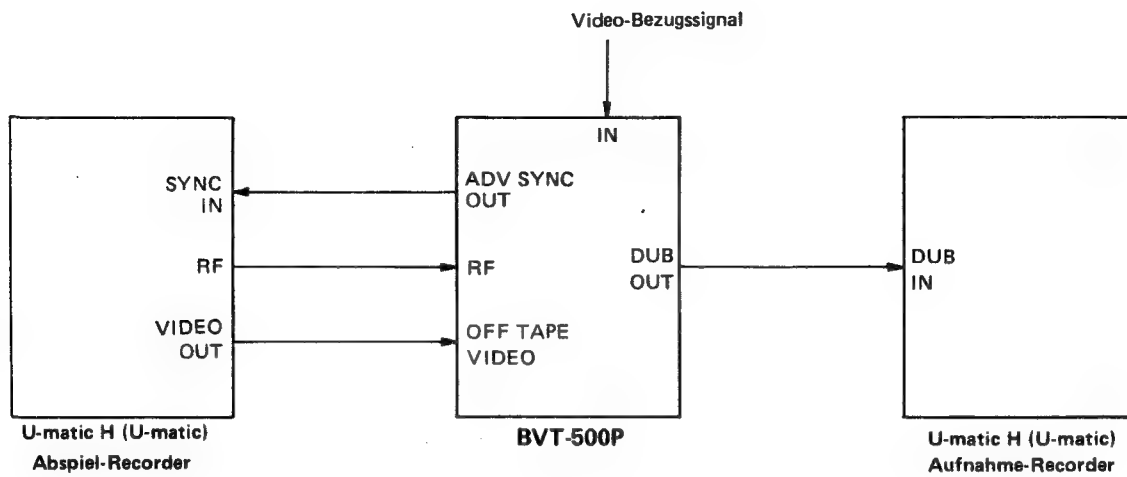 Video-Bezugssignal
IN
SYNC
IN
RF
VIDEO
OUT
ADV SYNC
OUT
RF
OFF TAPE
VIDEO
DUB
OUT
DUB
IN
U-matic H (U-matic)
Abspiel-Recorder
BVT-500P
U-matic H (U-matic)
Aufnahme-Recorder